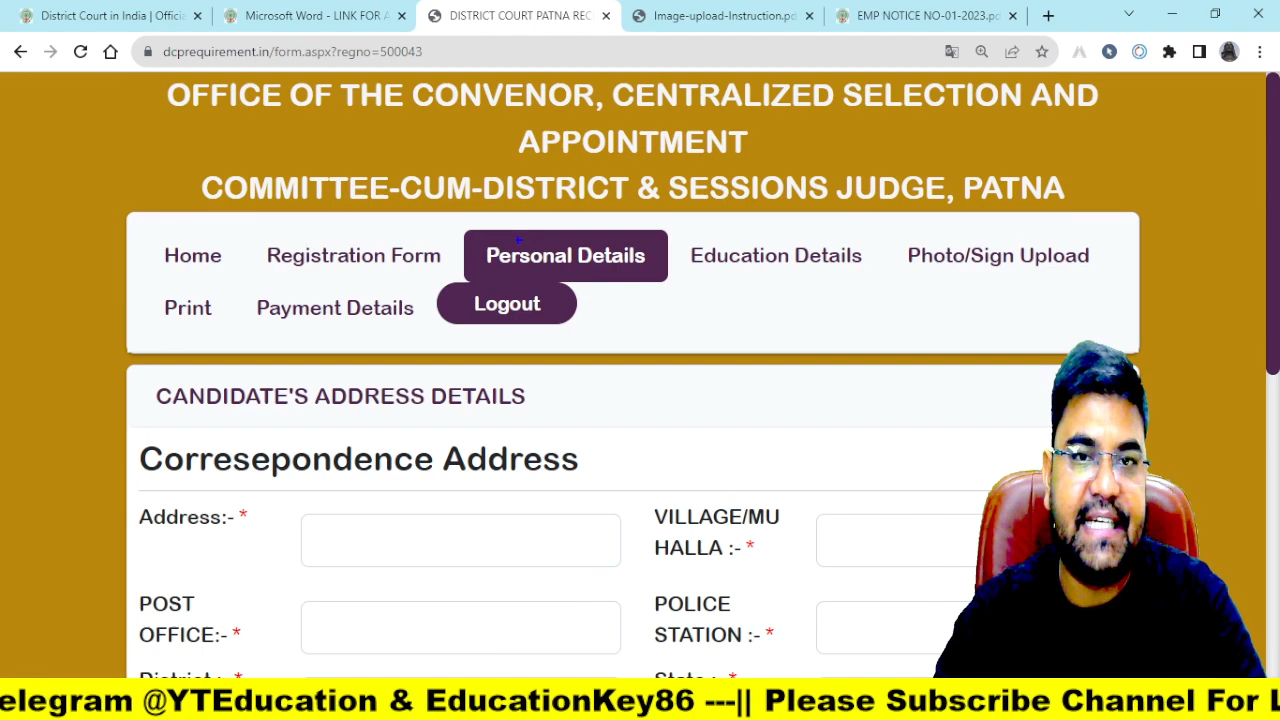 District Court in India | Officia
Microsoft Word - LINK FOR A
DISTRICT COURT PATNA REC
Image-upload-Instruction.pd
EMP NOTICE NO-01-2023.pd
dcprequirement.in/form.aspx?regno=500043
OFFICE OF THE CONVENOR, CENTRALIZED SELECTION AND
APPOINTMENT
COMMITTEE-CUM-DISTRICT & SESSIONS JUDGE, PATNA
Home Registration Form Personal Details Education Details Photo/Sign Upload
Print Payment Details Logout
CANDIDATE'S ADDRESS DETAILS
Corresepondence Address
Address:- *
VILLAGE/MU
HALLA :- *
POST
OFFICE:- *
POLICE
STATION :- *
District :- *
State :- *
elegram @YTEducation & EducationKey86 ---|| Please Subscribe Channel For L